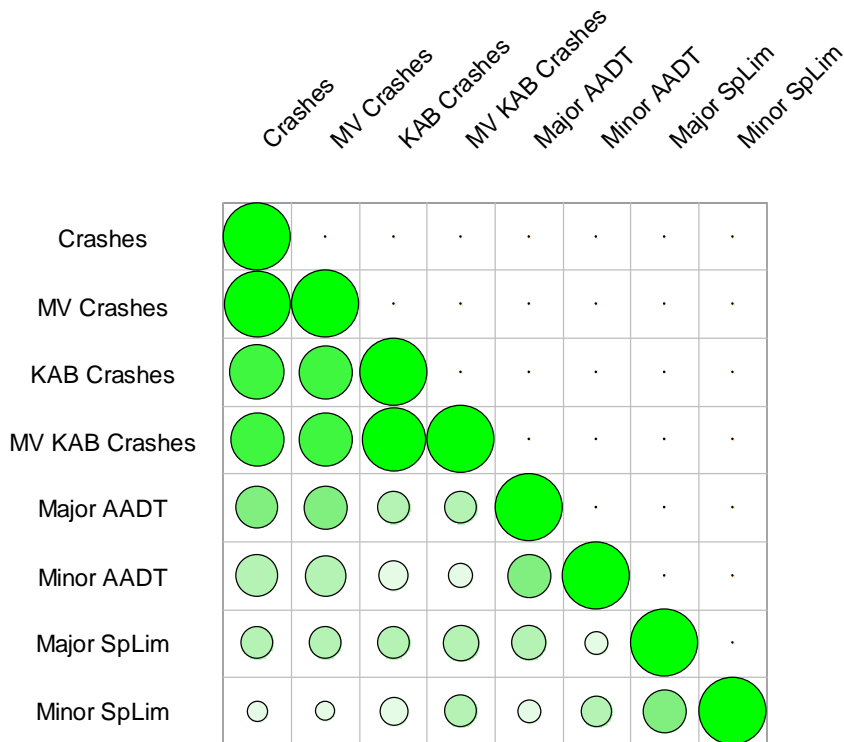 Crashes
MV Crashes
KAB Crashes
MV KAB Crashes
Major AADT
Minor AADT
Major SpLim
Minor SpLim
Crashes
MV Crashes
KAB Crashes
MV KAB Crashes
Major AADT
Minor AADT
Major SpLim
Minor SpLim